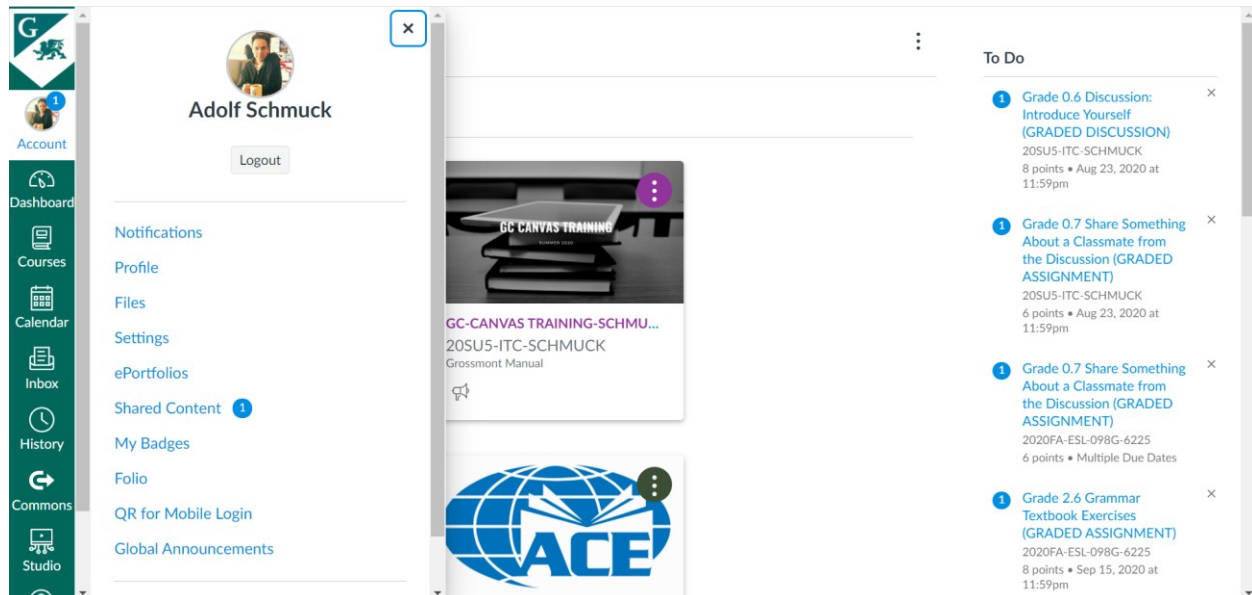 G
1
Account
Dashboard
Courses
Calendar
Inbox
History
Commons
Studio
×
Adolf Schmuck
Logout
Notifications
Profile
Files
Settings
ePortfolios
Shared Content 1
My Badges
Folio
QR for Mobile Login
Global Announcements
GC CANVAS TRAINING
SUMMER 2020
GC-CANVAS TRAINING-SCHMU...
20SU5-ITC-SCHMUCK
Grossmont Manual
ACE
To Do
1 Grade 0.6 Discussion: ×
Introduce Yourself
(GRADED DISCUSSION)
20SU5-ITC-SCHMUCK
8 points • Aug 23, 2020 at
11:59pm
1 Grade 0.7 Share Something ×
About a Classmate from
the Discussion (GRADED
ASSIGNMENT)
20SU5-ITC-SCHMUCK
6 points • Aug 23, 2020 at
11:59pm
1 Grade 0.7 Share Something ×
About a Classmate from
the Discussion (GRADED
ASSIGNMENT)
2020FA-ESL-098G-6225
6 points • Multiple Due Dates
1 Grade 2.6 Grammar ×
Textbook Exercises
(GRADED ASSIGNMENT)
2020FA-ESL-098G-6225
8 points • Sep 15, 2020 at
11:59pm